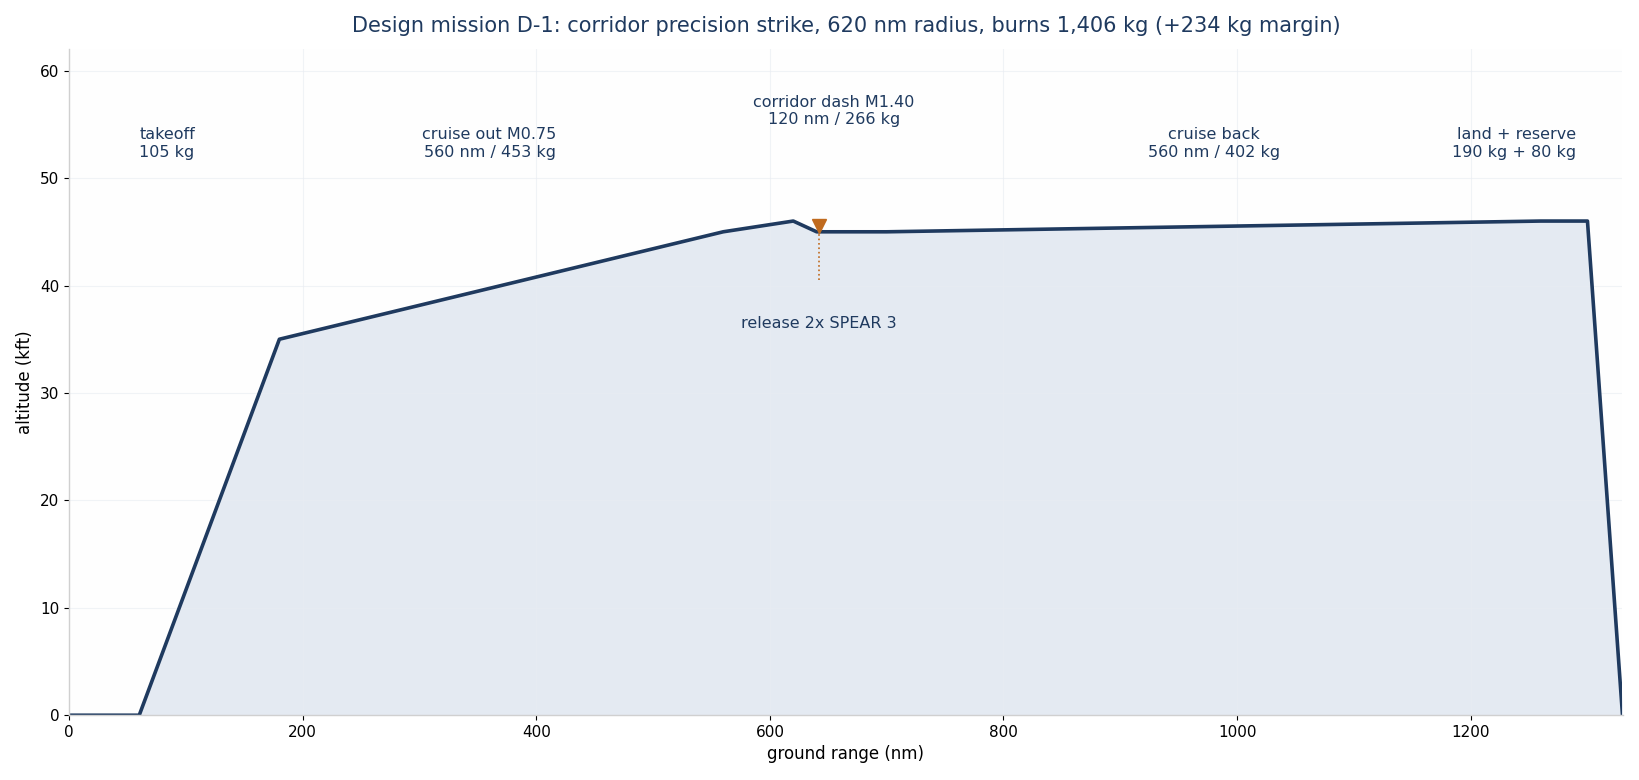 Design mission D-1: corridor precision strike, 620 nm radius, burns 1,406 kg (+234 kg margin)
corridor dash M1.40
120 nm / 266 kg
takeoff
105 kg
cruise out M0.75
560 nm / 453 kg
cruise back
560 nm / 402 kg
land + reserve
190 kg + 80 kg
release 2x SPEAR 3
altitude (kft)
60
50
40
30
20
10
0
0
200
400
600
800
1000
1200
ground range (nm)